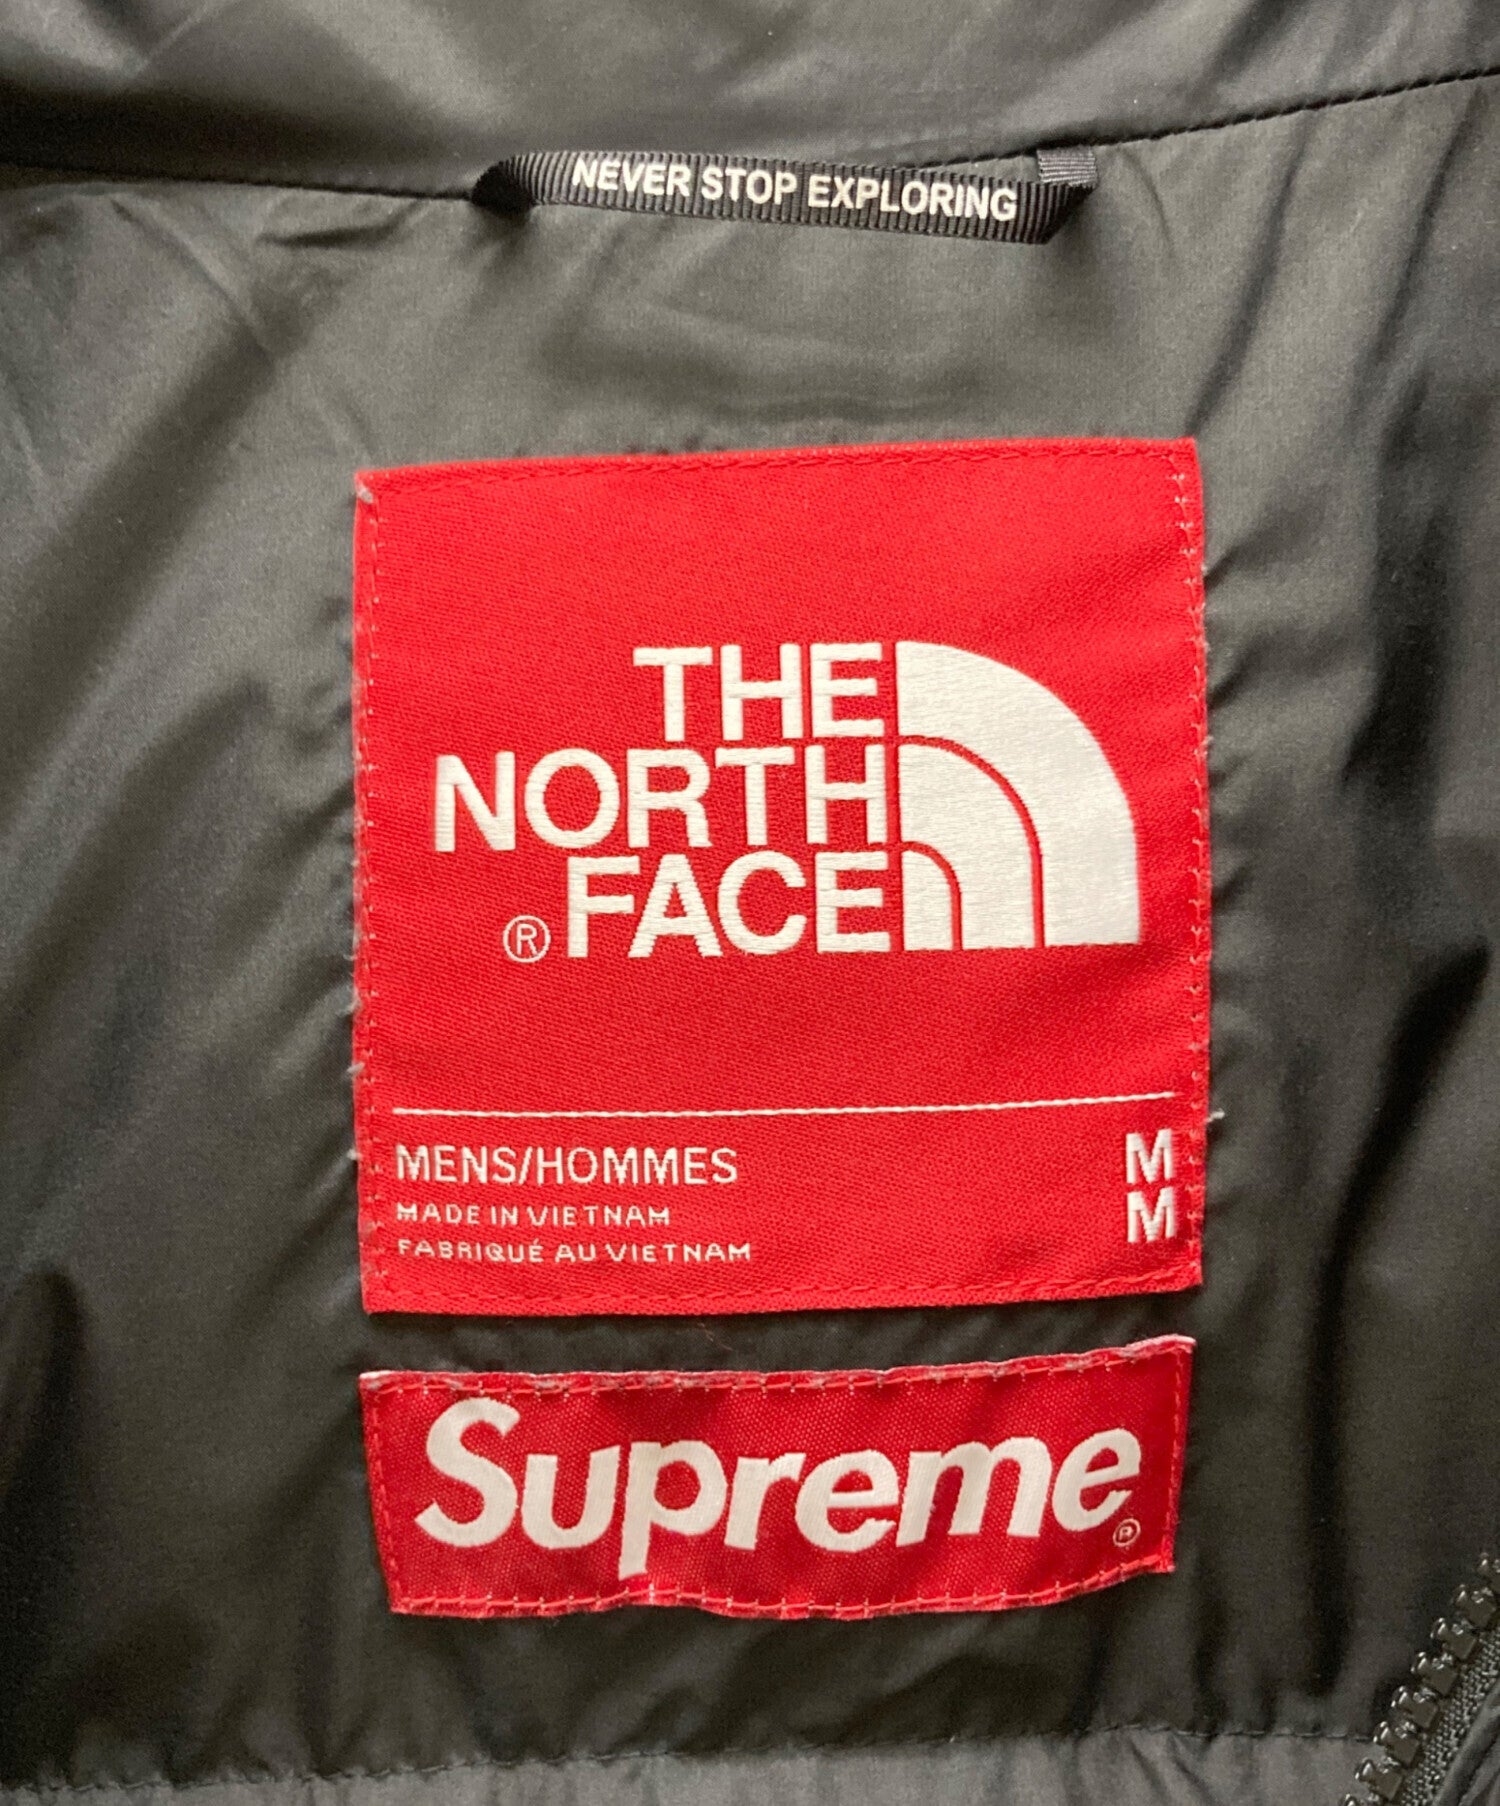 NEVER STOP EXPLORING
THE
NORTH
® FACE
MENS/HOMMES M
MADE IN VIETNAM M
FABRIQUÉ AU VIETNAM
Supreme ®